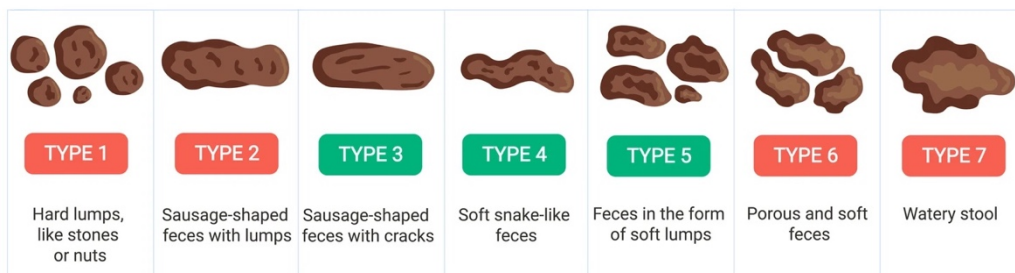 TYPE 1
TYPE 2
TYPE 3
TYPE 4
TYPE 5
TYPE 6
TYPE 7
Hard lumps,
like stones
or nuts
Sausage-shaped
feces with lumps
Sausage-shaped
feces with cracks
Soft snake-like
feces
Feces in the form
of soft lumps
Porous and soft
feces
Watery stool